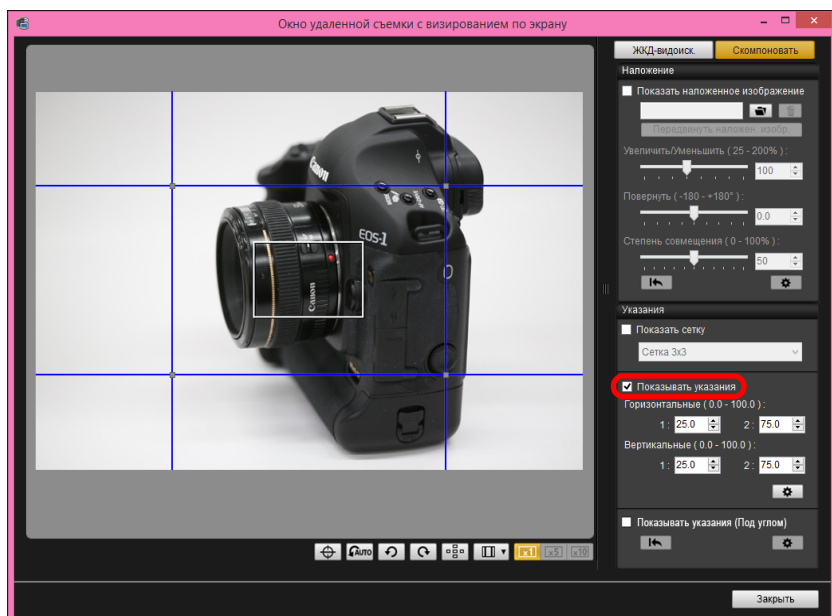 Окно удаленной съемки с визированием по экрану
ЖКД-видоиск.
Скомпоновать
Наложение
Показать наложенное изображение
Передвинуть наложен. изобр.
Увеличить/Уменьшить ( 25 - 200% ) :
100
Повернуть ( -180 - +180° ) :
0.0
Степень совмещения ( 0 - 100% ) :
50
Указания
Показать сетку
Сетка 3x3
Показывать указания
Горизонтальные ( 0.0 - 100.0 ) :
1 : 25.0 2 : 75.0
Вертикальные ( 0.0 - 100.0 ) :
1 : 25.0 2 : 75.0
Показывать указания (Под углом)
Canon
EOS-1
Canon
AUTO
x1 x5 x10
Закрыть